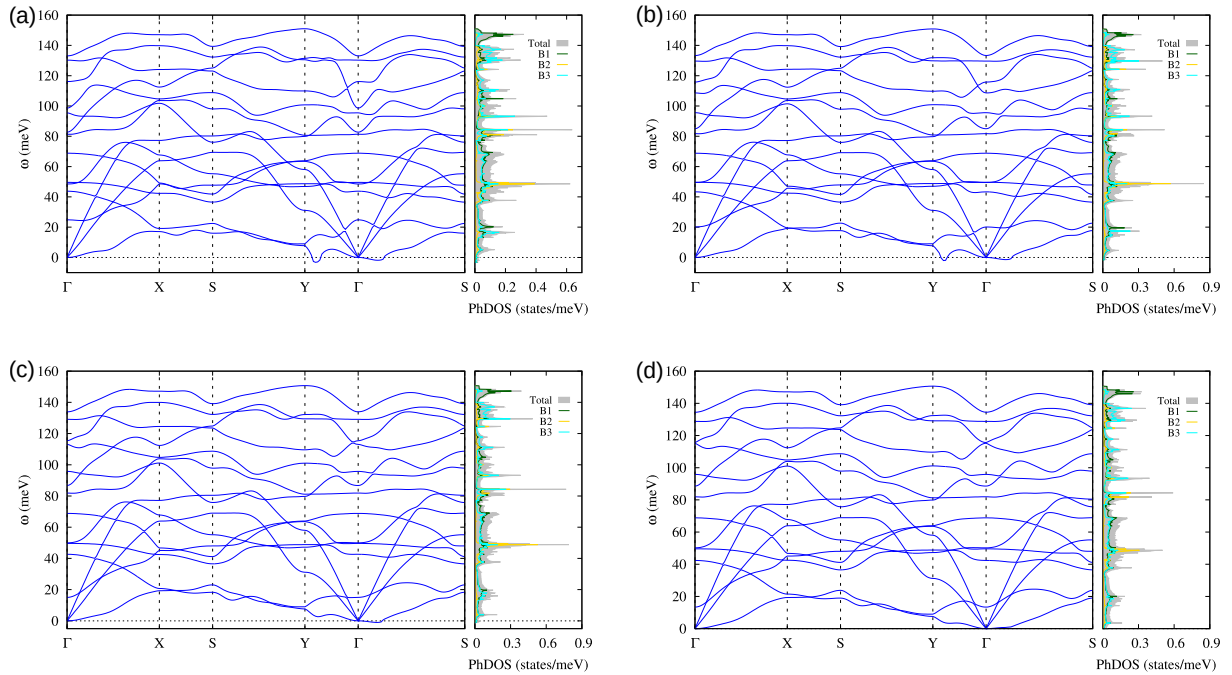 (a)
160
140
120
100
80
60
40
20
0
ω (meV)
Γ X S Y Γ S
Total
B1
B2
B3
0.2 0.4 0.6
PhDOS (states/meV)
(b)
160
140
120
100
80
60
40
20
0
ω (meV)
Γ X S Y Γ S
Total
B1
B2
B3
0 0.3 0.6 0.9
PhDOS (states/meV)
(c)
160
140
120
100
80
60
40
20
0
ω (meV)
Γ X S Y Γ S
Total
B1
B2
B3
0.3 0.6 0.9
PhDOS (states/meV)
(d)
160
140
120
100
80
60
40
20
0
ω (meV)
Γ X S Y Γ S
Total
B1
B2
B3
0 0.3 0.6 0.9
PhDOS (states/meV)